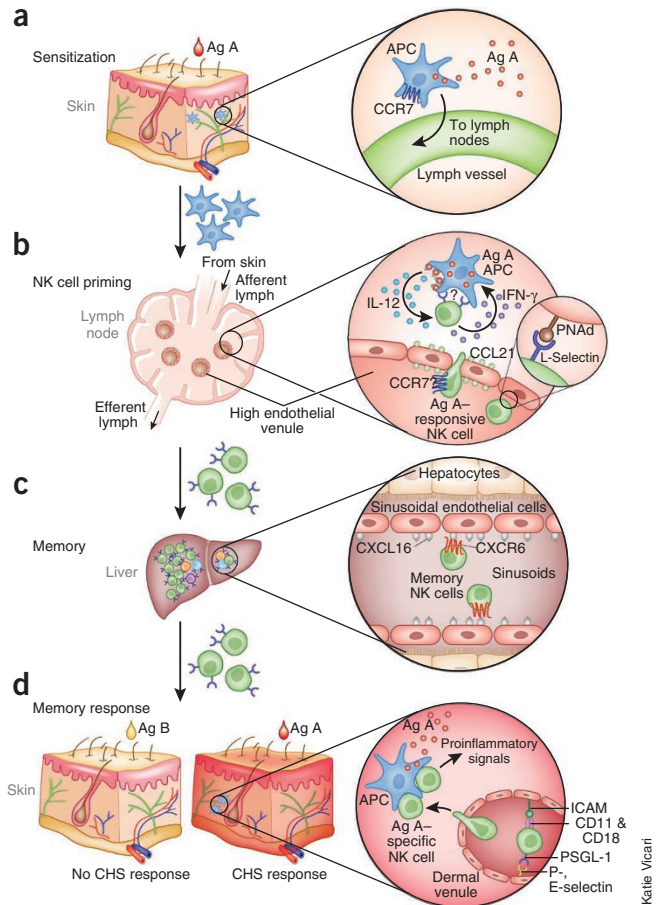 a
Sensitization
Ag A
Skin
APC
Ag A
CCR7
To lymph
nodes
Lymph vessel
b
NK cell priming
From skin
Afferent
lymph
Lymph
node
Efferent
lymph
High endothelial
venule
Ag A
APC
IL-12
?
IFN-γ
PNAd
L-Selectin
CCL21
CCR7?
Ag A–
responsive
NK cell
c
Memory
Liver
Hepatocytes
Sinusoidal endothelial cells
CXCL16
CXCR6
Memory
NK cells
Sinusoids
d
Memory response
Ag B
Ag A
Skin
No CHS response
CHS response
Ag A
Proinflammatory
signals
APC
Ag A–
specific
NK cell
Dermal
venule
ICAM
CD11 &
CD18
PSGL-1
P-,
E-selectin
Katie Vicari